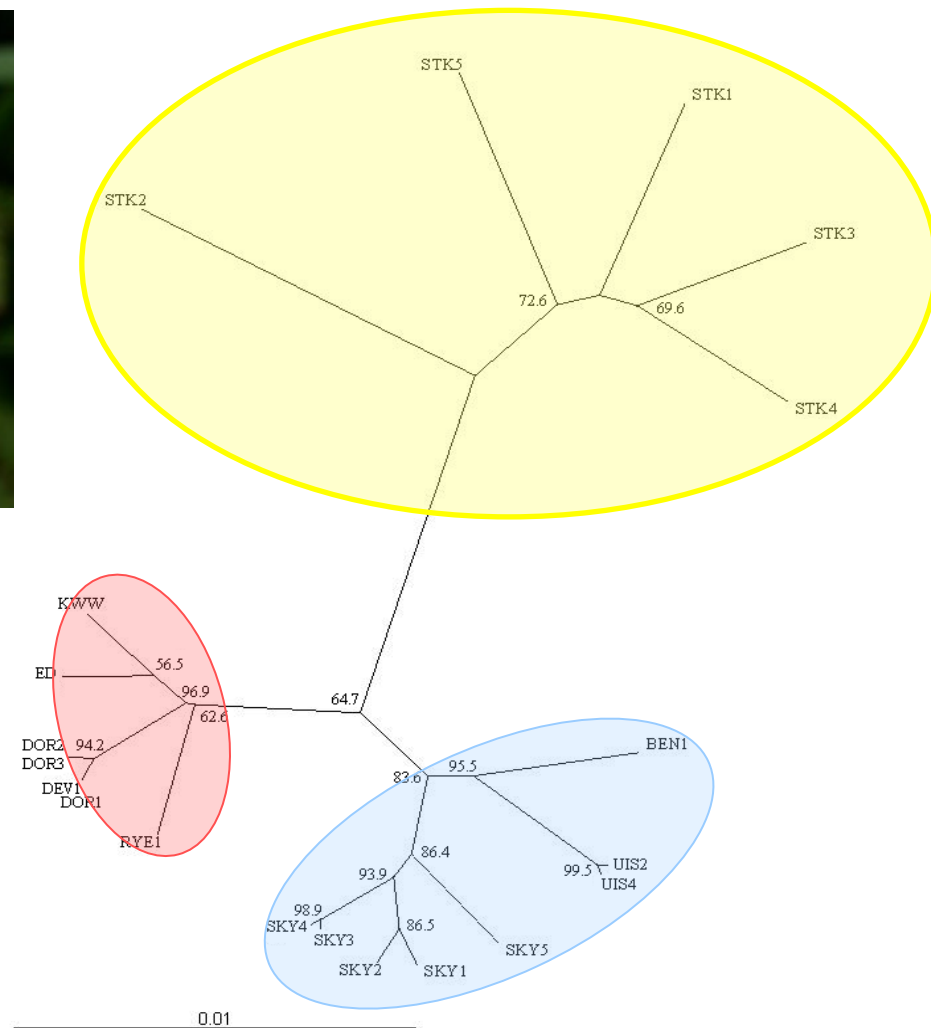 STK5
STK1
STK2
STK3
72.6
69.6
STK4
KWW
56.5
ED
96.9
64.7
62.6
DOR2
94.2
DOR3
DEV1
DOR1
RYE1
BEN1
95.5
83.6
86.4
99.5
UIS2
UIS4
93.9
98.9
SKY4
SKY3
86.5
SKY5
SKY2
SKY1
0.01